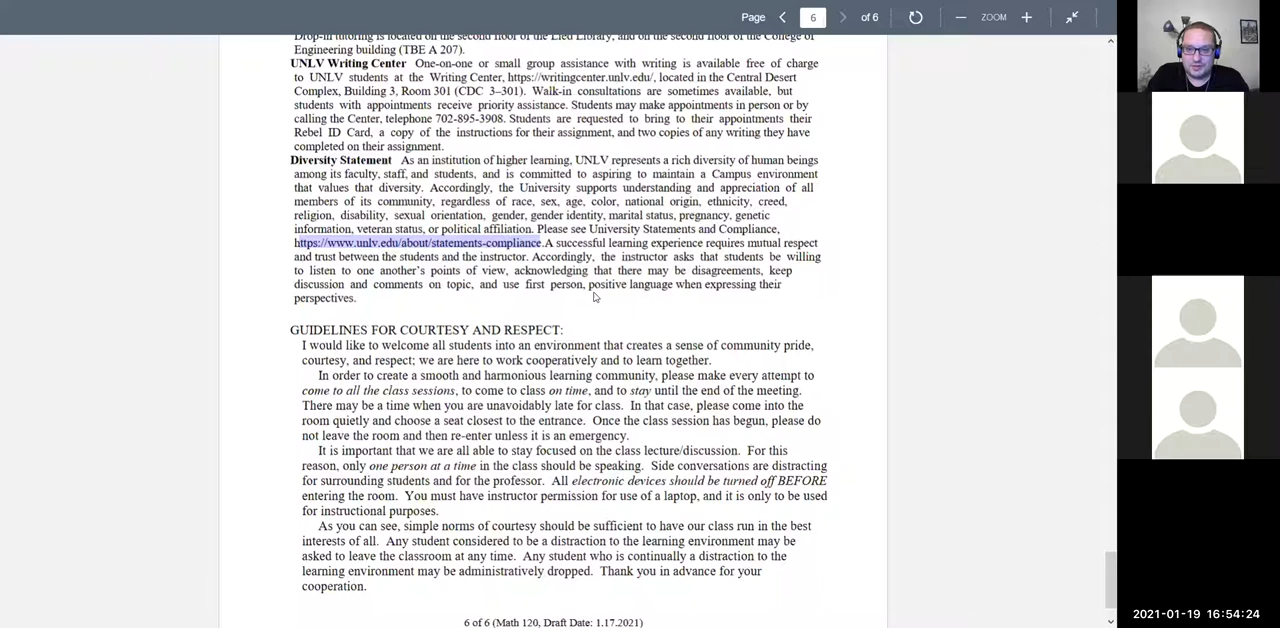 Page 6 of 6 ZOOM
Drop-in tutoring is located on the second floor of the Lied Library, and on the second floor of the College of
Engineering building (TBE A 207).
UNLV Writing Center One-on-one or small group assistance with writing is available free of charge
to UNLV students at the Writing Center, https://writingcenter.unlv.edu/, located in the Central Desert
Complex, Building 3, Room 301 (CDC 3–301). Walk-in consultations are sometimes available, but
students with appointments receive priority assistance. Students may make appointments in person or by
calling the Center, telephone 702-895-3908. Students are requested to bring to their appointments their
Rebel ID Card, a copy of the instructions for their assignment, and two copies of any writing they have
completed on their assignment.
Diversity Statement As an institution of higher learning, UNLV represents a rich diversity of human beings
among its faculty, staff, and students, and is committed to aspiring to maintain a Campus environment
that values that diversity. Accordingly, the University supports understanding and appreciation of all
members of its community, regardless of race, sex, age, color, national origin, ethnicity, creed,
religion, disability, sexual orientation, gender, gender identity, marital status, pregnancy, genetic
information, veteran status, or political affiliation. Please see University Statements and Compliance,
https://www.unlv.edu/about/statements-compliance.A successful learning experience requires mutual respect
and trust between the students and the instructor. Accordingly, the instructor asks that students be willing
to listen to one another’s points of view, acknowledging that there may be disagreements, keep
discussion and comments on topic, and use first person, positive language when expressing their
perspectives.
GUIDELINES FOR COURTESY AND RESPECT:
I would like to welcome all students into an environment that creates a sense of community pride,
courtesy, and respect; we are here to work cooperatively and to learn together.
In order to create a smooth and harmonious learning community, please make every attempt to
come to all the class sessions, to come to class on time, and to stay until the end of the meeting.
There may be a time when you are unavoidably late for class. In that case, please come into the
room quietly and choose a seat closest to the entrance. Once the class session has begun, please do
not leave the room and then re-enter unless it is an emergency.
It is important that we are all able to stay focused on the class lecture/discussion. For this
reason, only one person at a time in the class should be speaking. Side conversations are distracting
for surrounding students and for the professor. All electronic devices should be turned off BEFORE
entering the room. You must have instructor permission for use of a laptop, and it is only to be used
for instructional purposes.
As you can see, simple norms of courtesy should be sufficient to have our class run in the best
interests of all. Any student considered to be a distraction to the learning environment may be
asked to leave the classroom at any time. Any student who is continually a distraction to the
learning environment may be administratively dropped. Thank you in advance for your
cooperation.
6 of 6 (Math 120, Draft Date: 1.17.2021)
2021-01-19 16:54:24